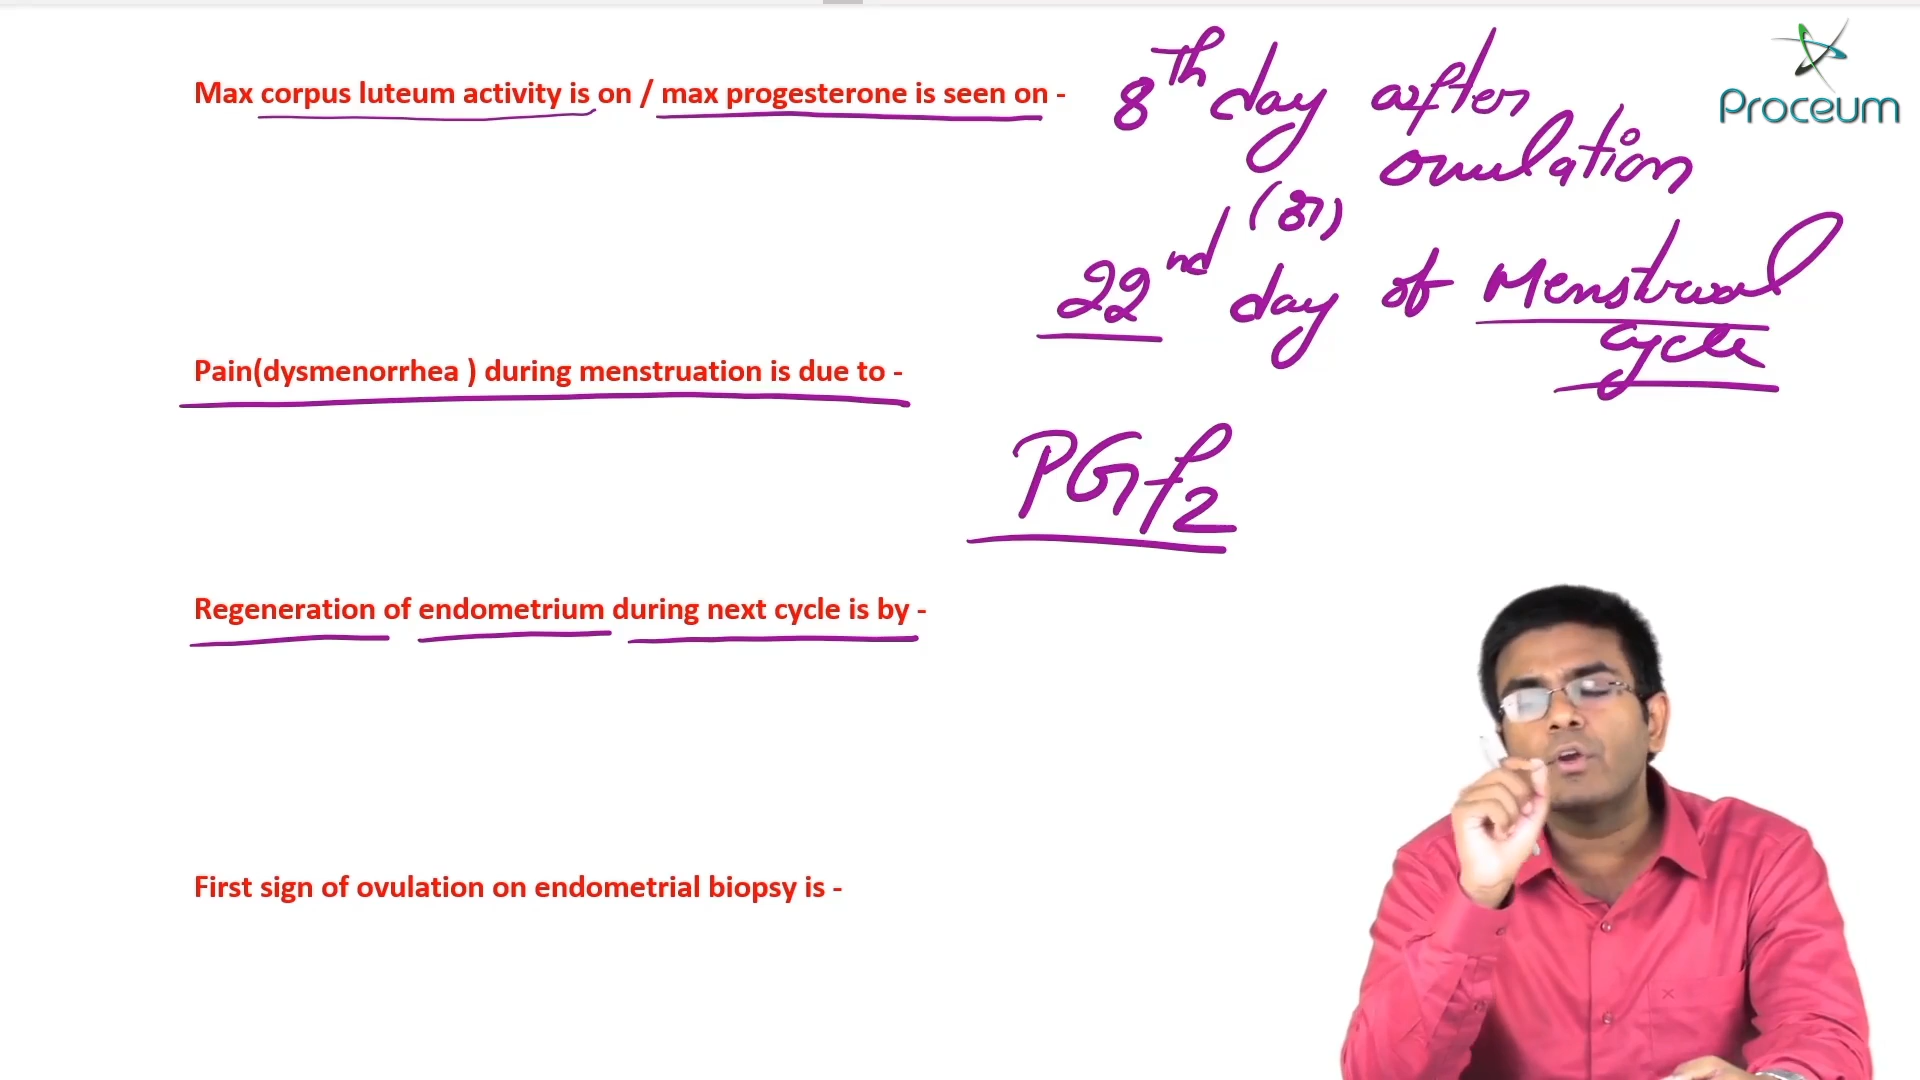 Max corpus luteum activity is on / max progesterone is seen on -
8th day after
ovulation
(or)
22nd day of Menstrual
cycle
Proceum
Pain(dysmenorrhea ) during menstruation is due to -
PGF2
Regeneration of endometrium during next cycle is by -
First sign of ovulation on endometrial biopsy is -